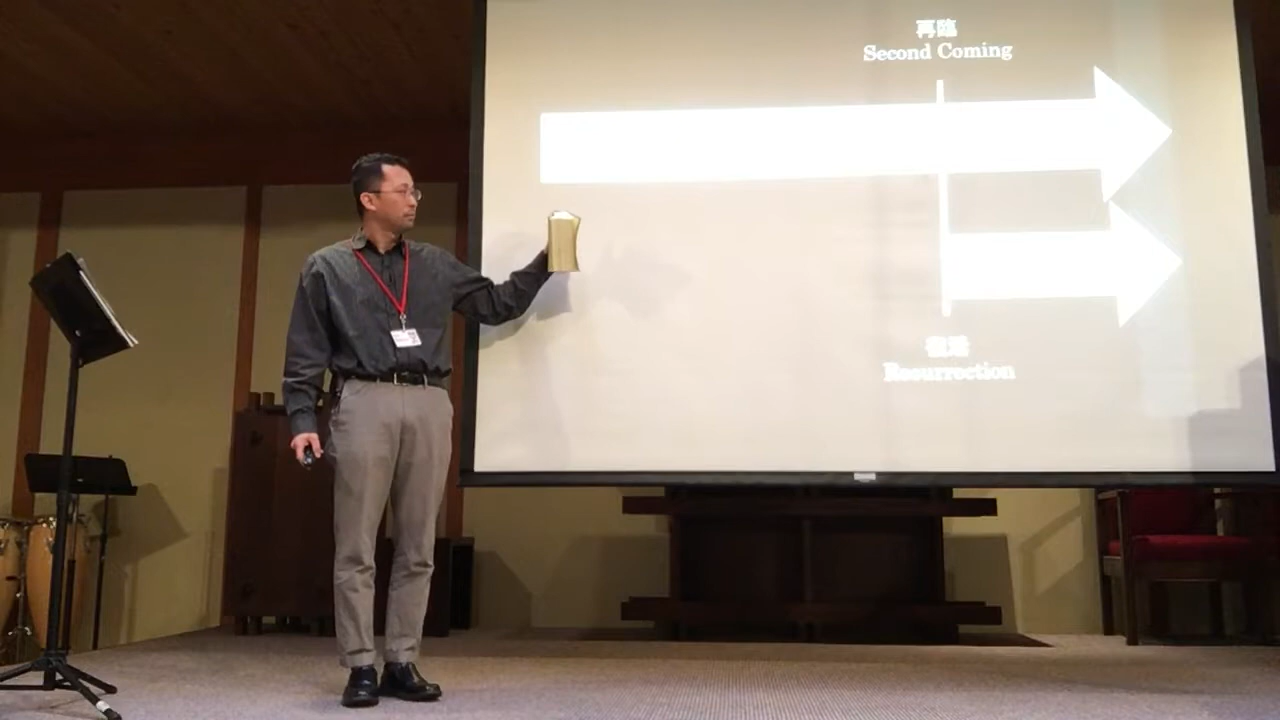 再臨
Second Coming
Resurrection